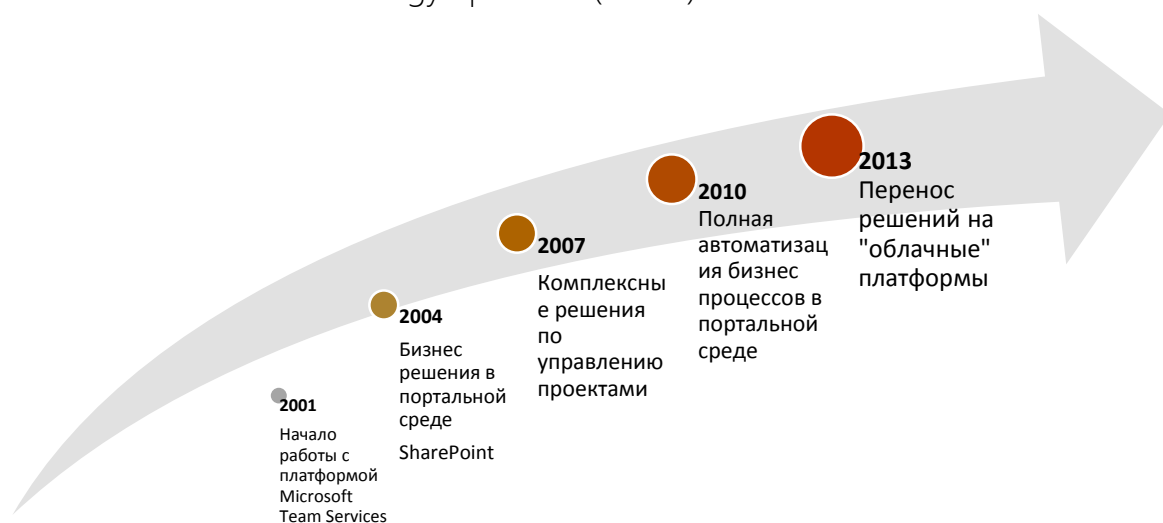 2001
Начало
работы с
платформой
Microsoft
Team Services
2004
Бизнес
решения в
портальной
среде
SharePoint
2007
Комплексны
е решения
по
управлению
проектами
2010
Полная
автоматизац
ия бизнес
процессов в
портальной
среде
2013
Перенос
решений на
"облачные"
платформы